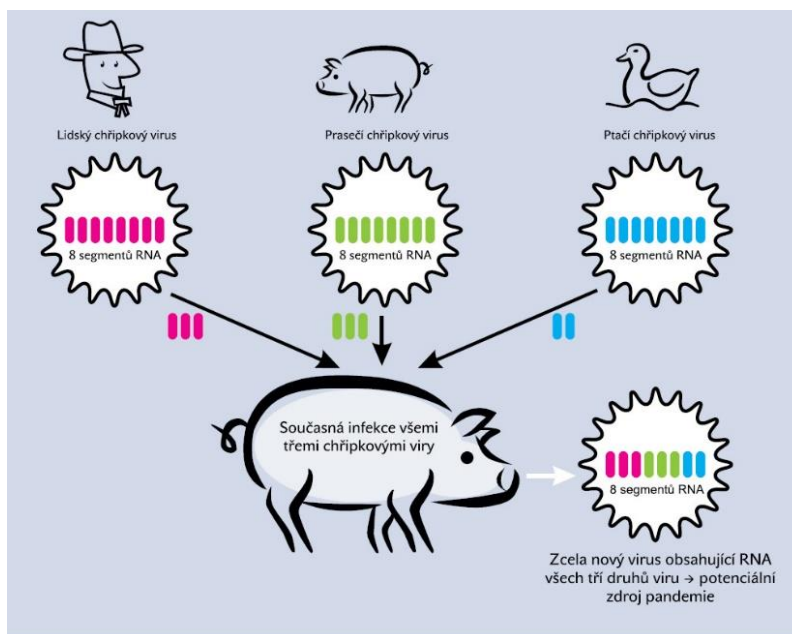 Lidský chřipkový virus
Prasečí chřipkový virus
Ptačí chřipkový virus
8 segmentů RNA
8 segmentů RNA
8 segmentů RNA
Současná infekce všemi
třemi chřipkovými viry
8 segmentů RNA
Zcela nový virus obsahující RNA
všech tří druhů viru → potenciální
zdroj pandemie